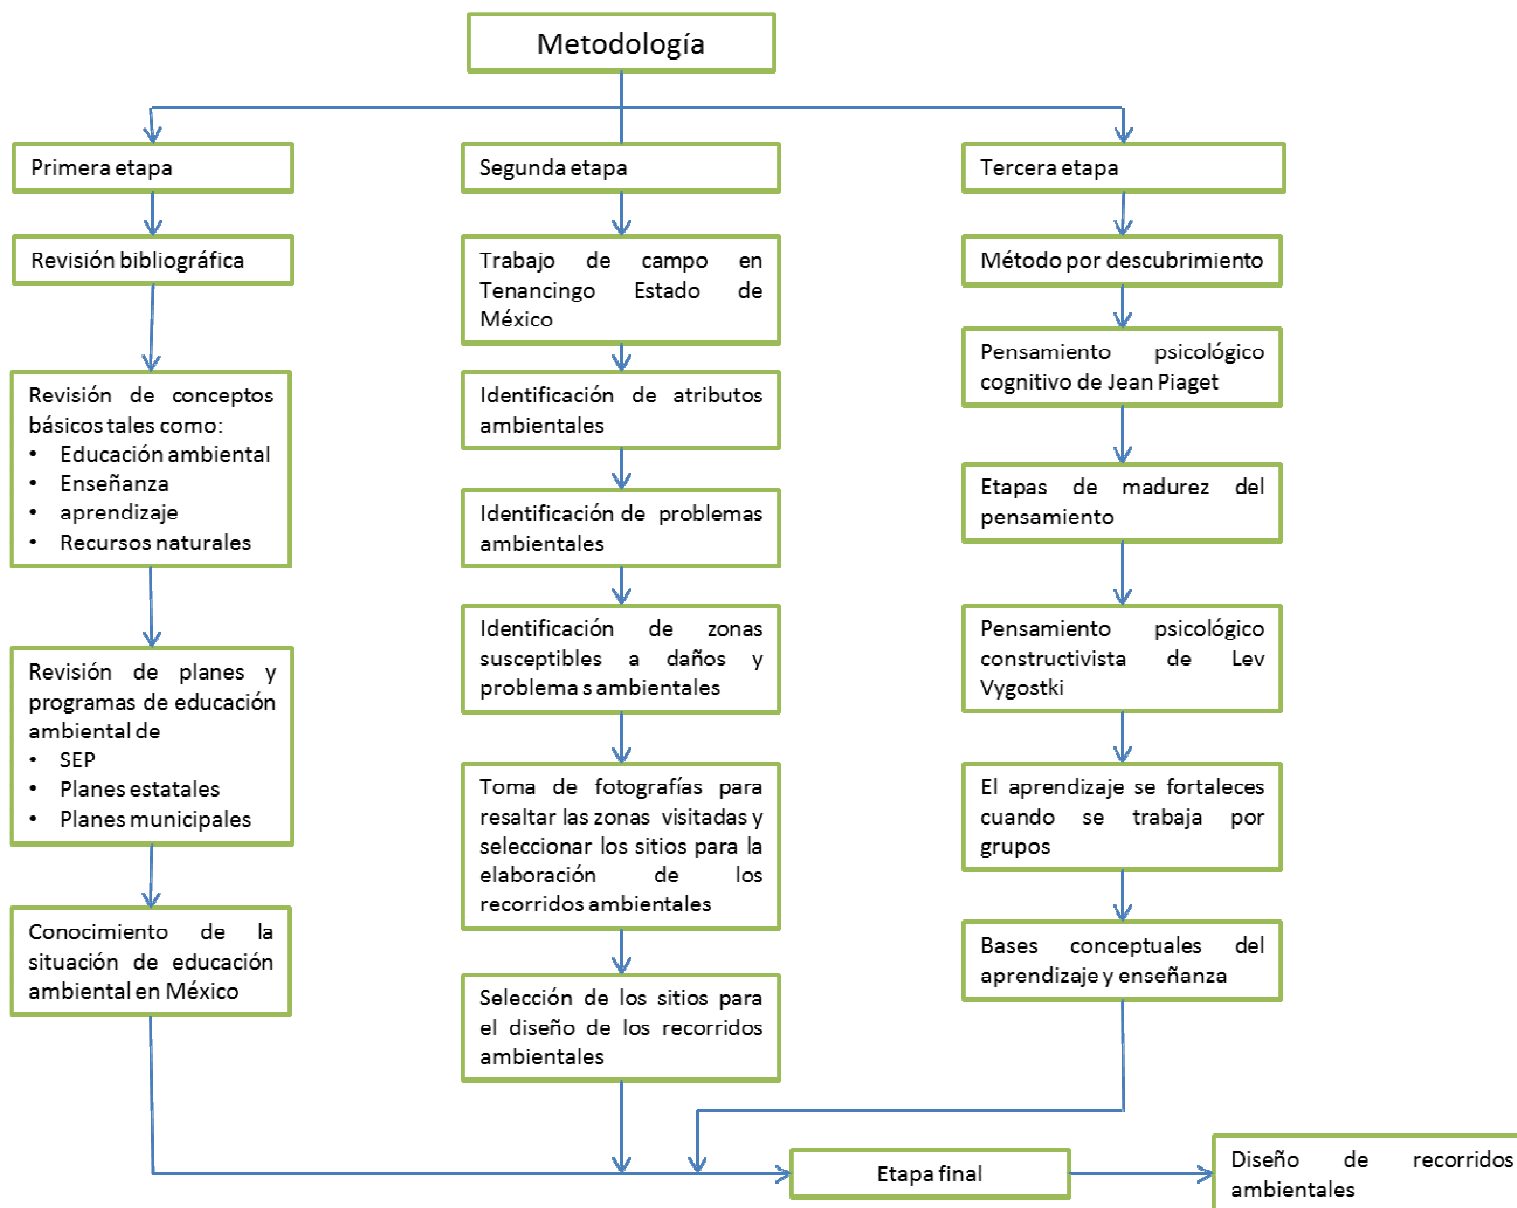 Metodología
Primera etapa
Revisión bibliográfica
Revisión de conceptos
básicos tales como:
• Educación ambiental
• Enseñanza
• aprendizaje
• Recursos naturales
Revisión de planes y
programas de educación
ambiental de
• SEP
• Planes estatales
• Planes municipales
Conocimiento de la
situación de educación
ambiental en México
Segunda etapa
Trabajo de campo en
Tenancingo Estado de
México
Identificación de atributos
ambientales
Identificación de problemas
ambientales
Identificación de zonas
susceptibles a daños y
problema s ambientales
Toma de fotografías para
resaltar las zonas visitadas y
seleccionar los sitios para la
elaboración de los
recorridos ambientales
Selección de los sitios para
el diseño de los recorridos
ambientales
Tercera etapa
Método por descubrimiento
Pensamiento psicológico
cognitivo de Jean Piaget
Etapas de madurez del
pensamiento
Pensamiento psicológico
constructivista de Lev
Vygostki
El aprendizaje se fortaleces
cuando se trabaja por
grupos
Bases conceptuales del
aprendizaje y enseñanza
Etapa final
Diseño de recorridos
ambientales